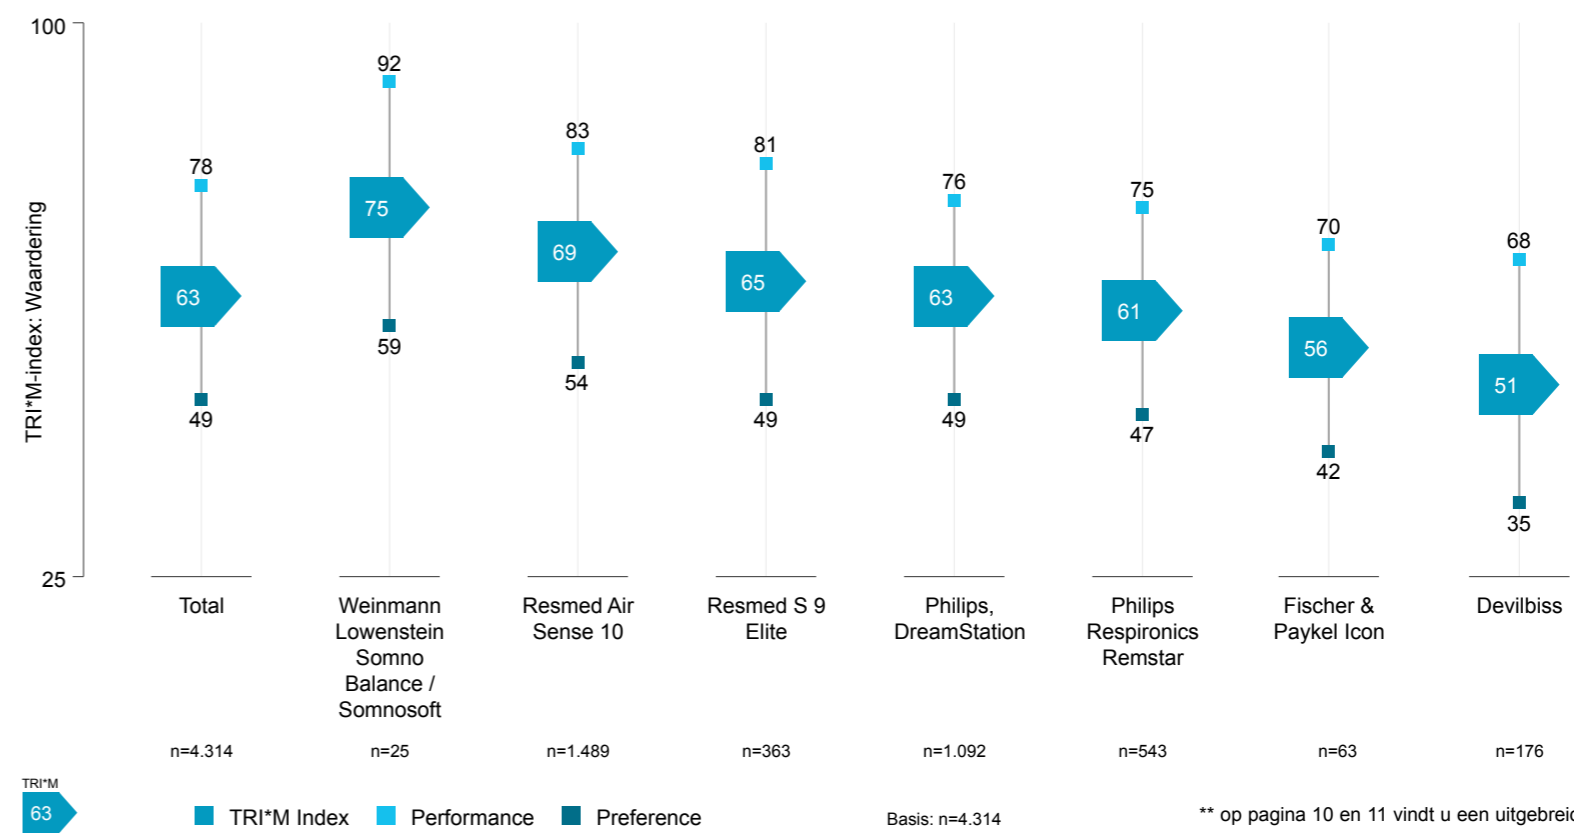 100
TRI*M-index: Waardering
25
78
63
49
92
75
59
83
69
54
81
65
49
76
63
49
75
61
47
70
56
42
68
51
35
Total
Weinmann
Lowenstein
Somno
Balance /
Somnosoft
Resmed Air
Sense 10
Resmed S 9
Elite
Philips,
DreamStation
Philips
Respironics
Remstar
Fischer &
Paykel Icon
Devilbiss
n=4.314
n=25
n=1.489
n=363
n=1.092
n=543
n=63
n=176
TRI*M
63
TRI*M Index
Performance
Preference
Basis: n=4.314
** op pagina 10 en 11 vindt u een uitgebreid